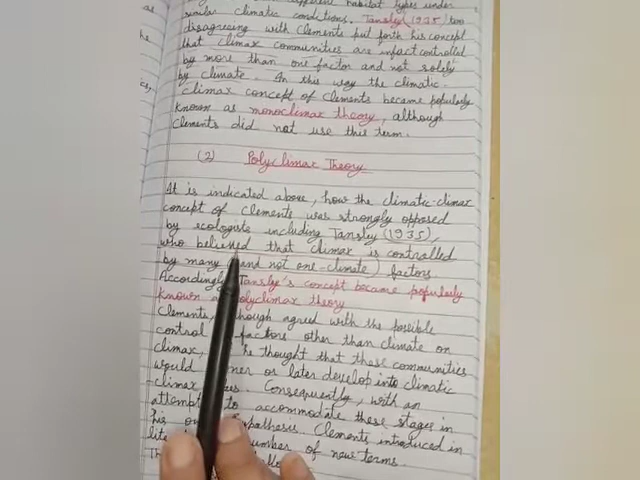 different habitat types under
similar climatic conditions. Tansley (1935) too
disagreeing with Clements put forth his concept
that climax communities are infact controlled
by more than one factor and not solely
by climate. In this way the climatic
climax concept of Clements became popularly
known as monoclimax theory, although
Clements did not use this term.
(2) Polyclimax Theory
It is indicated above, how the climatic climax
concept of Clements was strongly opposed
by ecologists including Tansley (1935),
who believed that climax is controlled
by many (and not one-climate) factors
Accordingly Tansley's concept became popularly
known a polyclimax theory
Clements, though agreed with the possible
control factors other than climate on
climax, he thought that these communities
would or later develop into climatic
climax Consequently, with an
attempt to accommodate these stages in
his hypothesis, Clements introduced in
number of new terms.